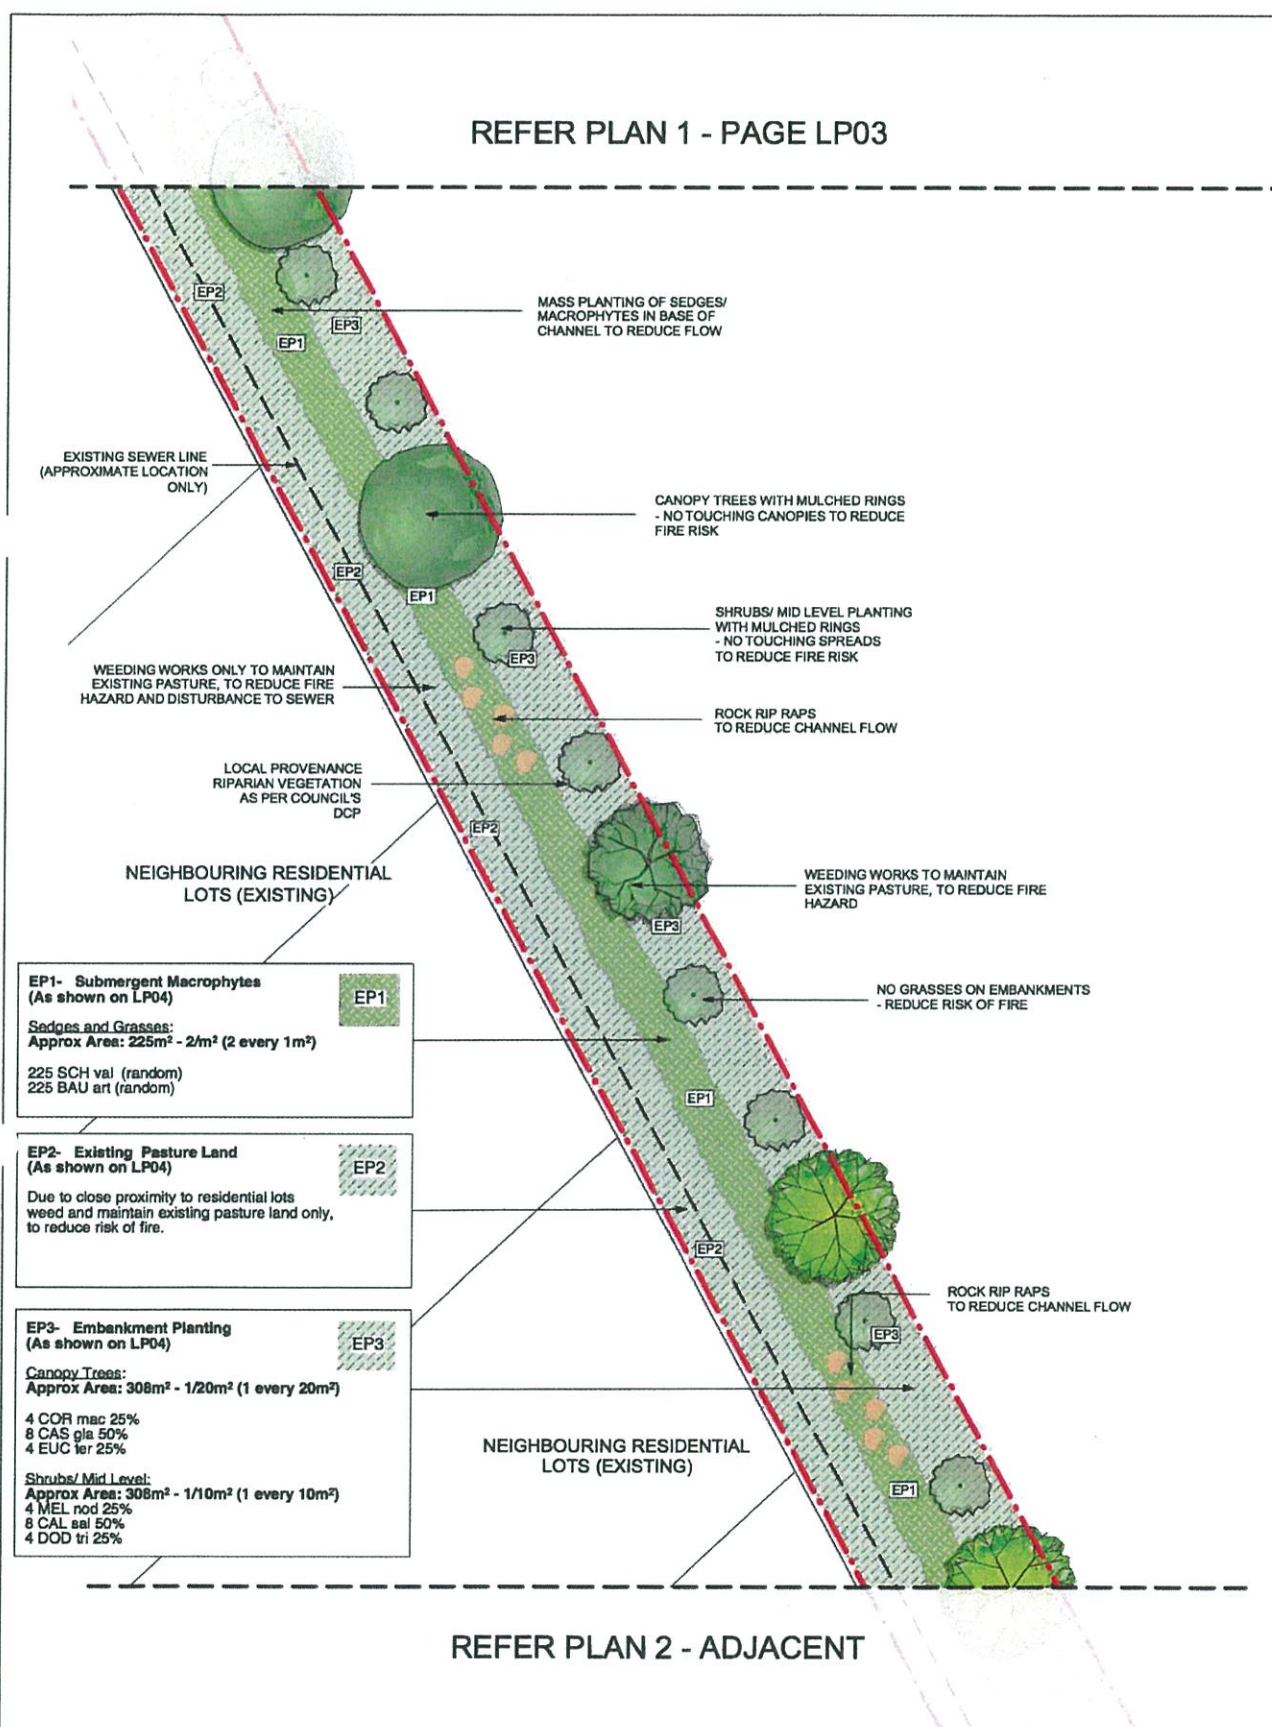 REFER PLAN 1 - PAGE LP03
EP2
EP3
EP1
MASS PLANTING OF SEDGES/
MACROPHYTES IN BASE OF
CHANNEL TO REDUCE FLOW
EXISTING SEWER LINE
(APPROXIMATE LOCATION
ONLY)
CANOPY TREES WITH MULCHED RINGS
- NO TOUCHING CANOPIES TO REDUCE
FIRE RISK
EP2
EP1
SHRUBS/ MID LEVEL PLANTING
WITH MULCHED RINGS
- NO TOUCHING SPREADS
TO REDUCE FIRE RISK
EP3
WEEDING WORKS ONLY TO MAINTAIN
EXISTING PASTURE, TO REDUCE FIRE
HAZARD AND DISTURBANCE TO SEWER
ROCK RIP RAPS
TO REDUCE CHANNEL FLOW
LOCAL PROVENANCE
RIPARIAN VEGETATION
AS PER COUNCIL'S
DCP
EP2
NEIGHBOURING RESIDENTIAL
LOTS (EXISTING)
WEEDING WORKS TO MAINTAIN
EXISTING PASTURE, TO REDUCE FIRE
HAZARD
EP3
NO GRASSES ON EMBANKMENTS
- REDUCE RISK OF FIRE
EP1- Submergent Macrophytes
(As shown on LP04)
EP1
Sedges and Grasses:
Approx Area: 225m² - 2/m² (2 every 1m²)
225 SCH val (random)
225 BAU art (random)
EP1
EP2- Existing Pasture Land
(As shown on LP04)
EP2
Due to close proximity to residential lots
weed and maintain existing pasture land only,
to reduce risk of fire.
EP2
ROCK RIP RAPS
TO REDUCE CHANNEL FLOW
EP3
EP3- Embankment Planting
(As shown on LP04)
EP3
Canopy Trees:
Approx Area: 308m² - 1/20m² (1 every 20m²)
4 COR mac 25%
8 CAS gla 50%
4 EUC ter 25%
Shrubs/ Mid Level:
Approx Area: 308m² - 1/10m² (1 every 10m²)
4 MEL nod 25%
8 CAL sal 50%
4 DOD tri 25%
NEIGHBOURING RESIDENTIAL
LOTS (EXISTING)
EP1
REFER PLAN 2 - ADJACENT